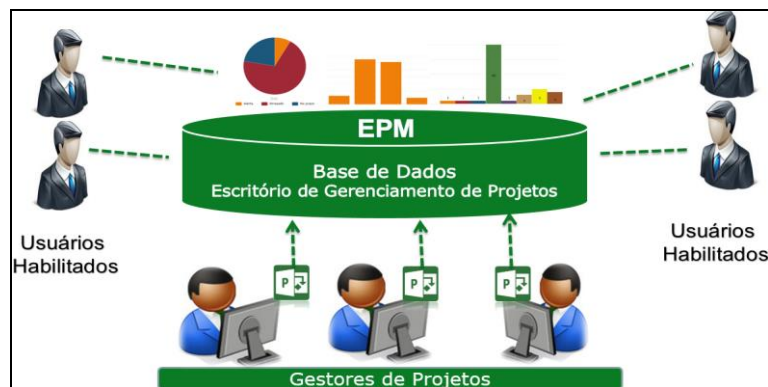 EPM
Base de Dados
Escritório de Gerenciamento de Projetos
Usuários
Habilitados
Usuários
Habilitados
P
P
P
Gestores de Projetos